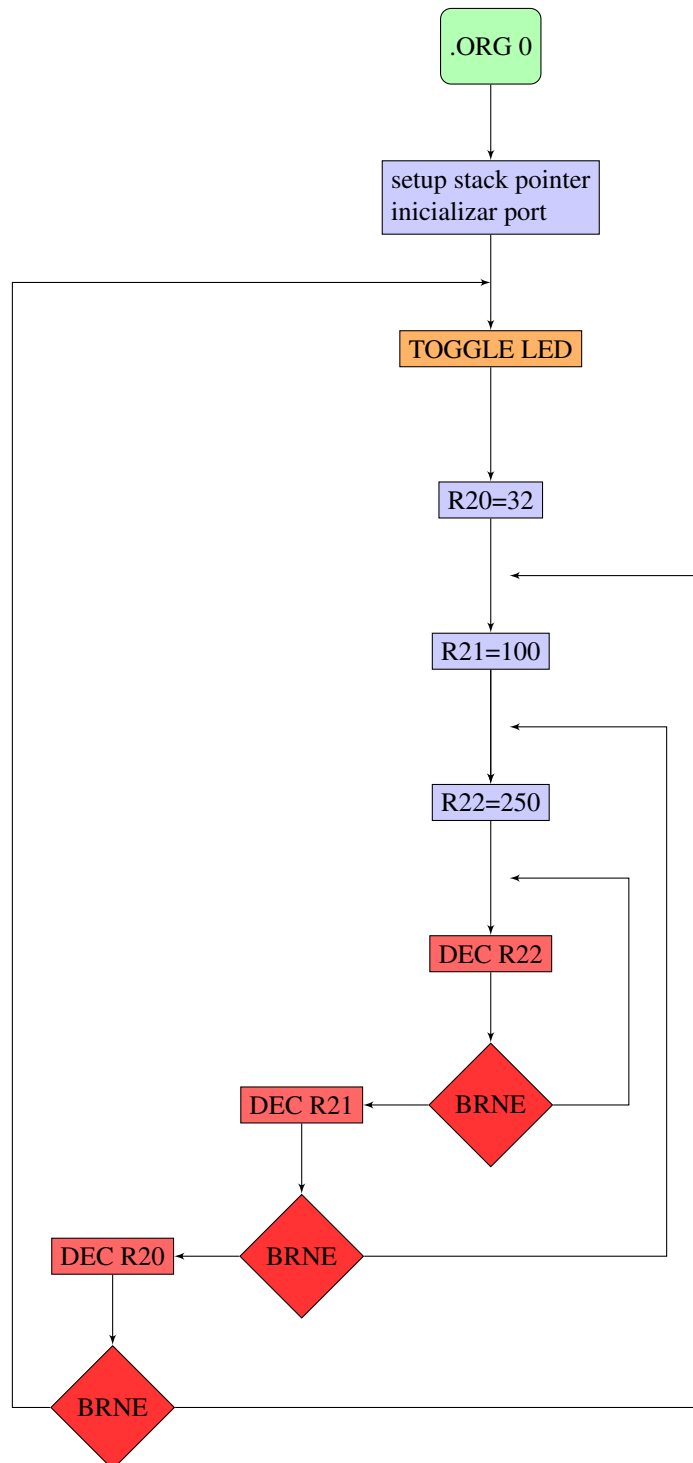 .ORG 0
setup stack pointer
inicializar port
TOGGLE LED
R20=32
R21=100
R22=250
DEC R22
BRNE
DEC R21
BRNE
DEC R20
BRNE